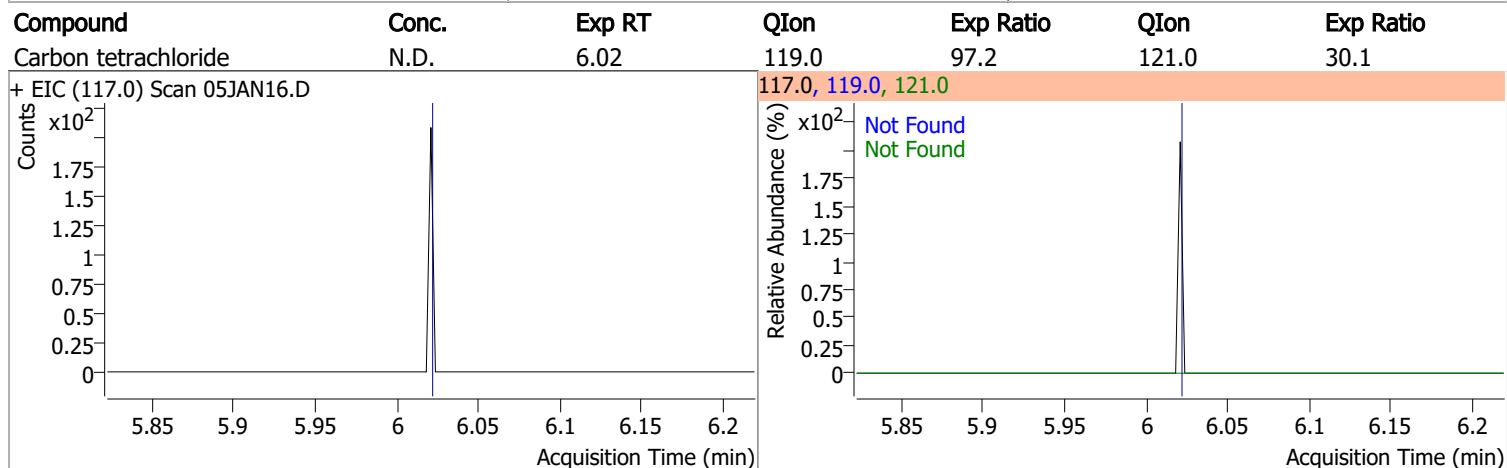 Compound Conc. Exp RT QIon Exp Ratio QIon Exp Ratio
Carbon tetrachloride N.D. 6.02 119.0 97.2 121.0 30.1
+ EIC (117.0) Scan 05JAN16.D
Counts
x10²
1.75
1.5
1.25
1
0.75
0.5
0.25
0
5.85 5.9 5.95 6 6.05 6.1 6.15 6.2
Acquisition Time (min)
117.0, 119.0, 121.0
Relative Abundance (%)
x10²
Not Found
Not Found
1.75
1.5
1.25
1
0.75
0.5
0.25
0
5.85 5.9 5.95 6 6.05 6.1 6.15 6.2
Acquisition Time (min)